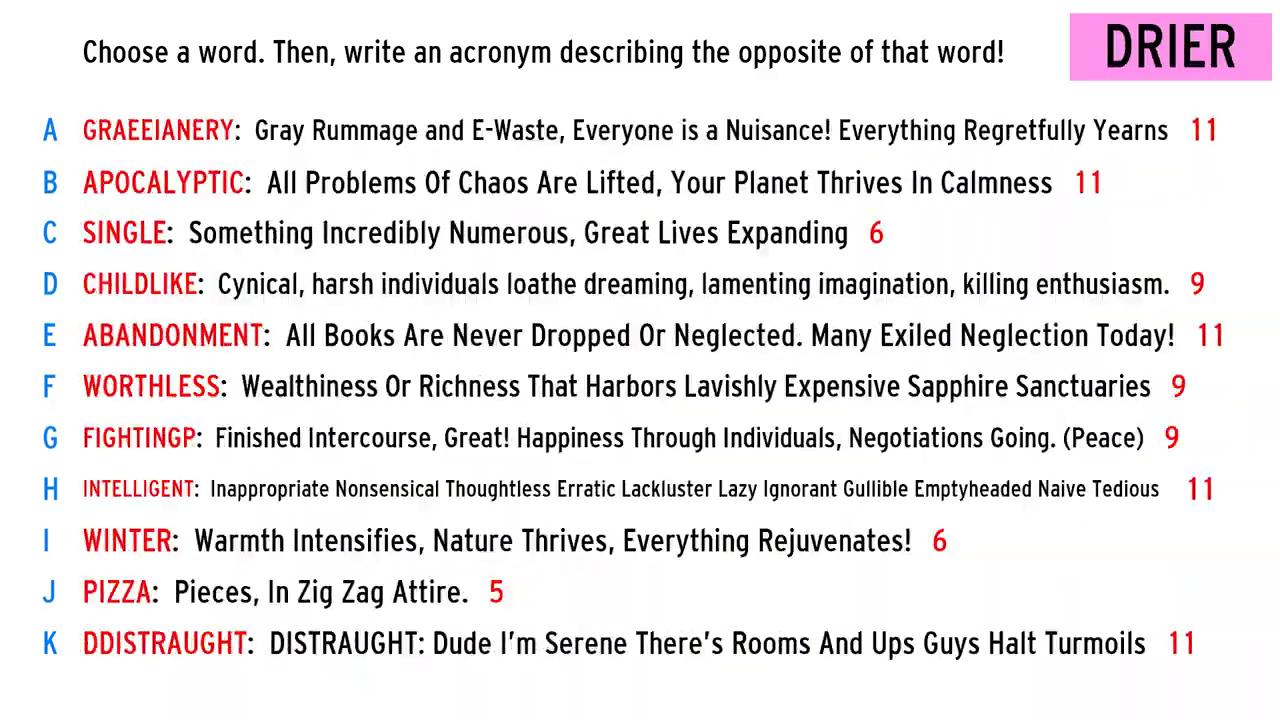 Choose a word. Then, write an acronym describing the opposite of that word!
DRIER
A GRAEEIANERY: Gray Rummage and E-Waste, Everyone is a Nuisance! Everything Regretfully Yearns 11
B APOCALYPTIC: All Problems Of Chaos Are Lifted, Your Planet Thrives In Calmness 11
C SINGLE: Something Incredibly Numerous, Great Lives Expanding 6
D CHILDLIKE: Cynical, harsh individuals loathe dreaming, lamenting imagination, killing enthusiasm. 9
E ABANDONMENT: All Books Are Never Dropped Or Neglected. Many Exiled Neglection Today! 11
F WORTHLESS: Wealthiness Or Richness That Harbors Lavishly Expensive Sapphire Sanctuaries 9
G FIGHTINGP: Finished Intercourse, Great! Happiness Through Individuals, Negotiations Going. (Peace) 9
H INTELLIGENT: Inappropriate Nonsensical Thoughtless Erratic Lackluster Lazy Ignorant Gullible Emptyheaded Naive Tedious 11
I WINTER: Warmth Intensifies, Nature Thrives, Everything Rejuvenates! 6
J PIZZA: Pieces, In Zig Zag Attire. 5
K DDISTRAUGHT: DISTRAUGHT: Dude I'm Serene There's Rooms And Ups Guys Halt Turmoils 11